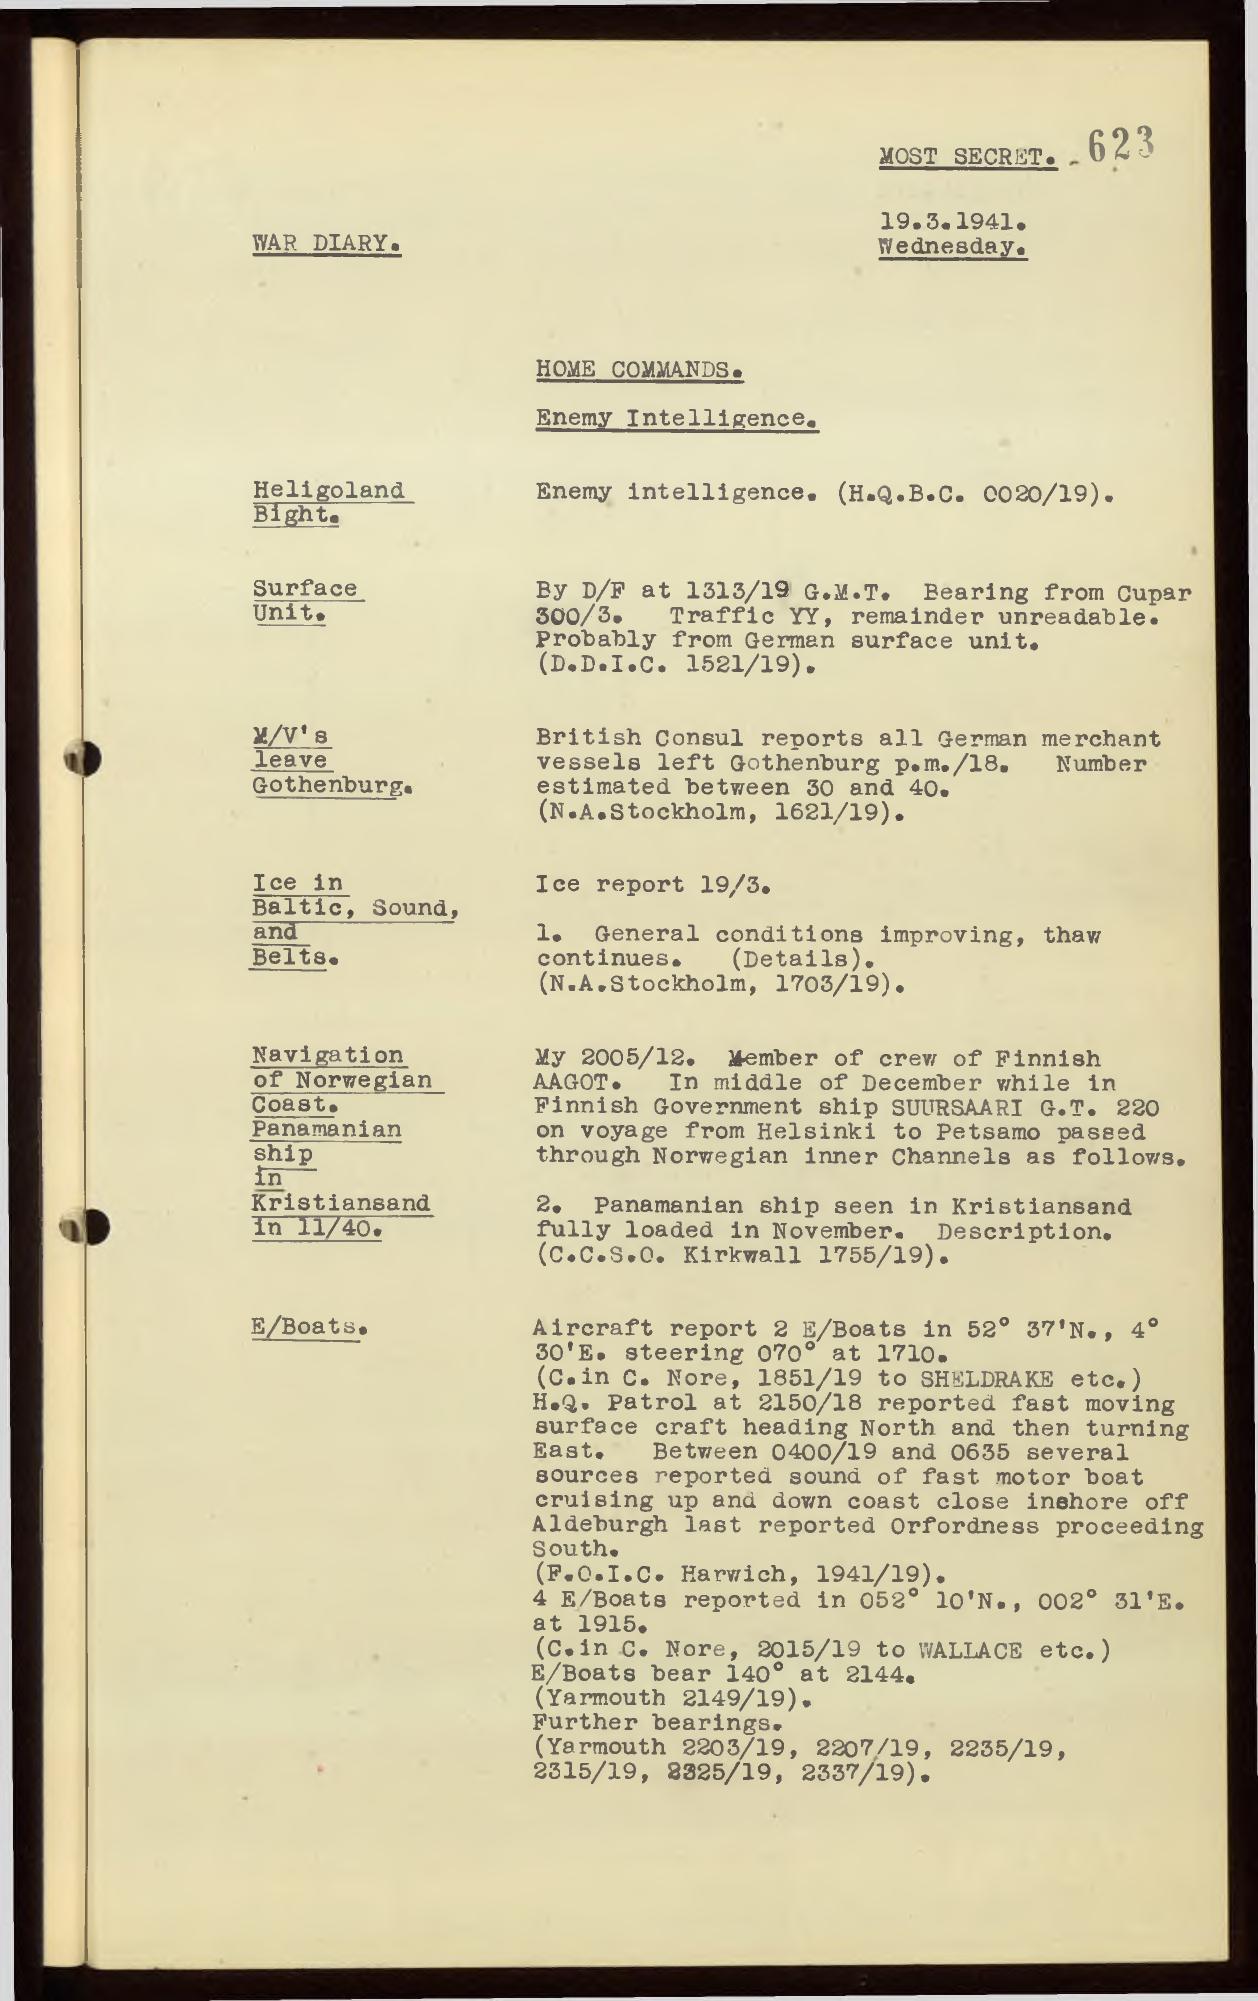 MOST SECRET. 623
19.3.1941.
WAR DIARY. Wednesday.
HOME COMMANDS.
Enemy Intelligence.
Heligoland Enemy intelligence. (H.Q.B.C. 0020/19).
Bight.
Surface By D/F at 1313/19 G.M.T. Bearing from Cupar
Unit. 300/3. Traffic YY, remainder unreadable.
Probably from German surface unit.
(D.D.I.C. 1521/19).
M/V's British Consul reports all German merchant
leave vessels left Gothenburg p.m./18. Number
Gothenburg. estimated between 30 and 40.
(N.A.Stockholm, 1621/19).
Ice in Ice report 19/3.
Baltic, Sound,
and 1. General conditions improving, thaw
Belts. continues. (Details).
(N.A.Stockholm, 1703/19).
Navigation My 2005/12. Member of crew of Finnish
of Norwegian AAGOT. In middle of December while in
Coast. Finnish Government ship SUURSAARI G.T. 220
Panamanian on voyage from Helsinki to Petsamo passed
ship through Norwegian inner Channels as follows.
in
Kristiansand 2. Panamanian ship seen in Kristiansand
in 11/40. fully loaded in November. Description.
(C.C.S.O. Kirkwall 1755/19).
E/Boats. Aircraft report 2 E/Boats in 52° 37'N., 4°
30'E. steering 070° at 1710.
(C.in C. Nore, 1851/19 to SHELDRAKE etc.)
H.Q. Patrol at 2150/18 reported fast moving
surface craft heading North and then turning
East. Between 0400/19 and 0635 several
sources reported sound of fast motor boat
cruising up and down coast close inshore off
Aldeburgh last reported Orfordness proceeding
South.
(F.O.I.C. Harwich, 1941/19).
4 E/Boats reported in 052° 10'N., 002° 31'E.
at 1915.
(C.in C. Nore, 2015/19 to WALLACE etc.)
E/Boats bear 140° at 2144.
(Yarmouth 2149/19).
Further bearings.
(Yarmouth 2203/19, 2207/19, 2235/19,
2315/19, 2325/19, 2337/19).